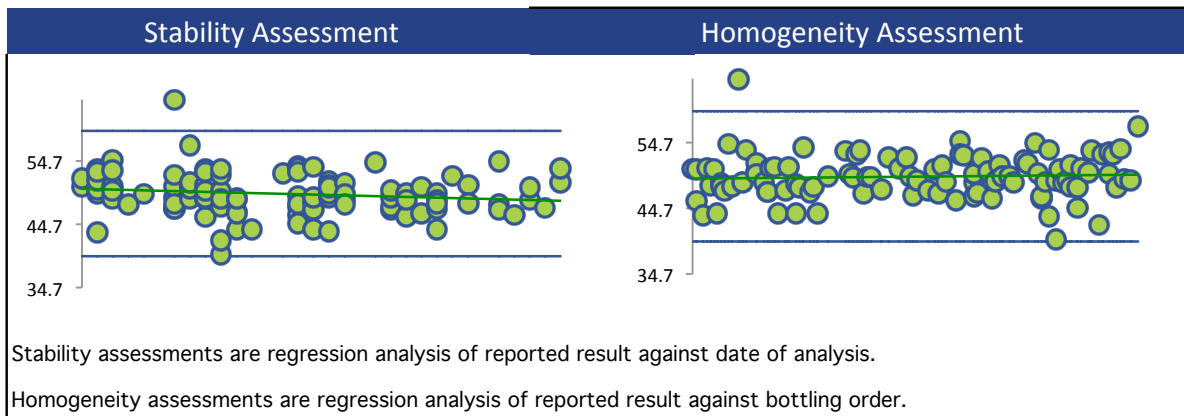 Stability Assessment
Homogeneity Assessment
54.7
44.7
34.7
54.7
44.7
34.7
Stability assessments are regression analysis of reported result against date of analysis.
Homogeneity assessments are regression analysis of reported result against bottling order.